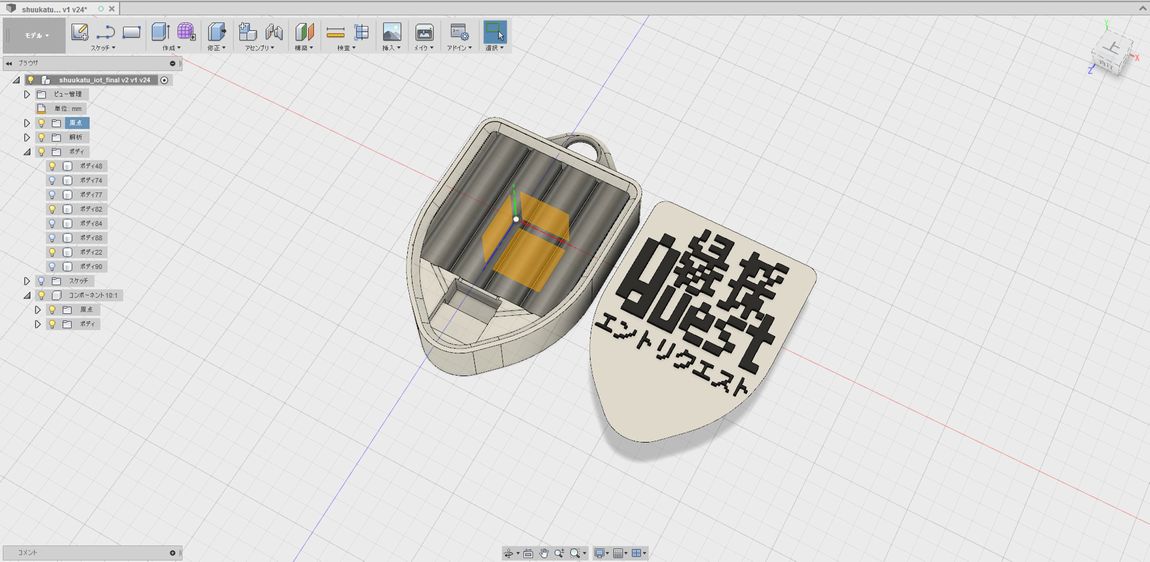 shuukatu... v1 v24*
モデル
スケッチ
作成
修正
アセンブリ
構築
検査
挿入
メイク
アドイン
選択
ブラウザ
shuukatu_iot_final v2 v1 v24
ビュー管理
単位: mm
原点
解析
ボディ
ボディ48
ボディ74
ボディ77
ボディ82
ボディ84
ボディ88
ボディ22
ボディ90
スケッチ
コンポーネント10:1
原点
ボディ
quest
エントリクエスト
上
X
Y
Z
コメント